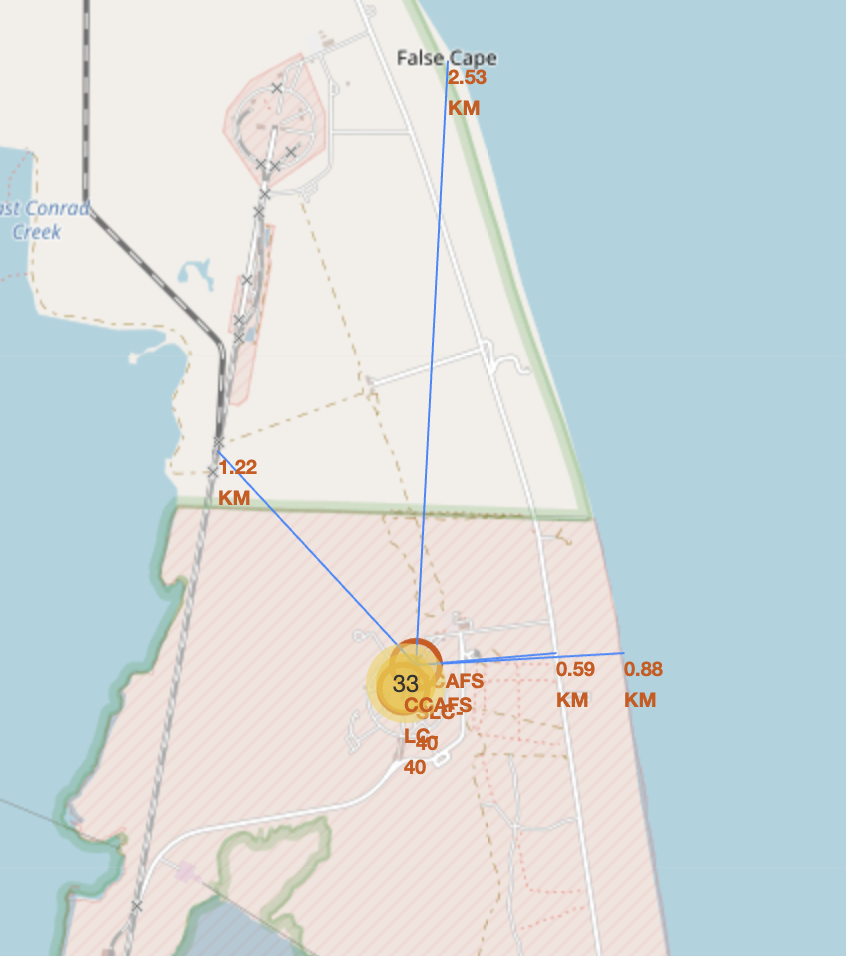 False Cape
2.53
KM
ast Conrad
Creek
1.22
KM
0.59
KM
0.88
KM
33
CAFS
SLC-
40
CCAFS
LC-
40